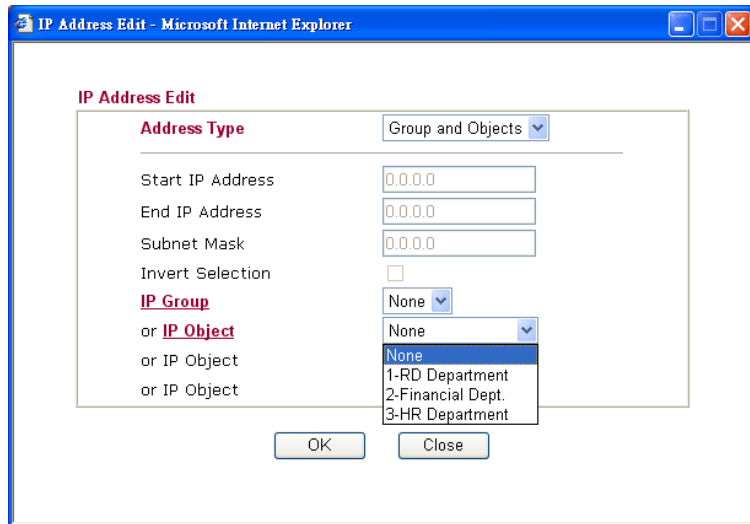 IP Address Edit - Microsoft Internet Explorer
IP Address Edit
Address Type Group and Objects
Start IP Address 0.0.0.0
End IP Address 0.0.0.0
Subnet Mask 0.0.0.0
Invert Selection
IP Group None
or IP Object None
or IP Object
or IP Object
None
1-RD Department
2-Financial Dept.
3-HR Department
OK Close